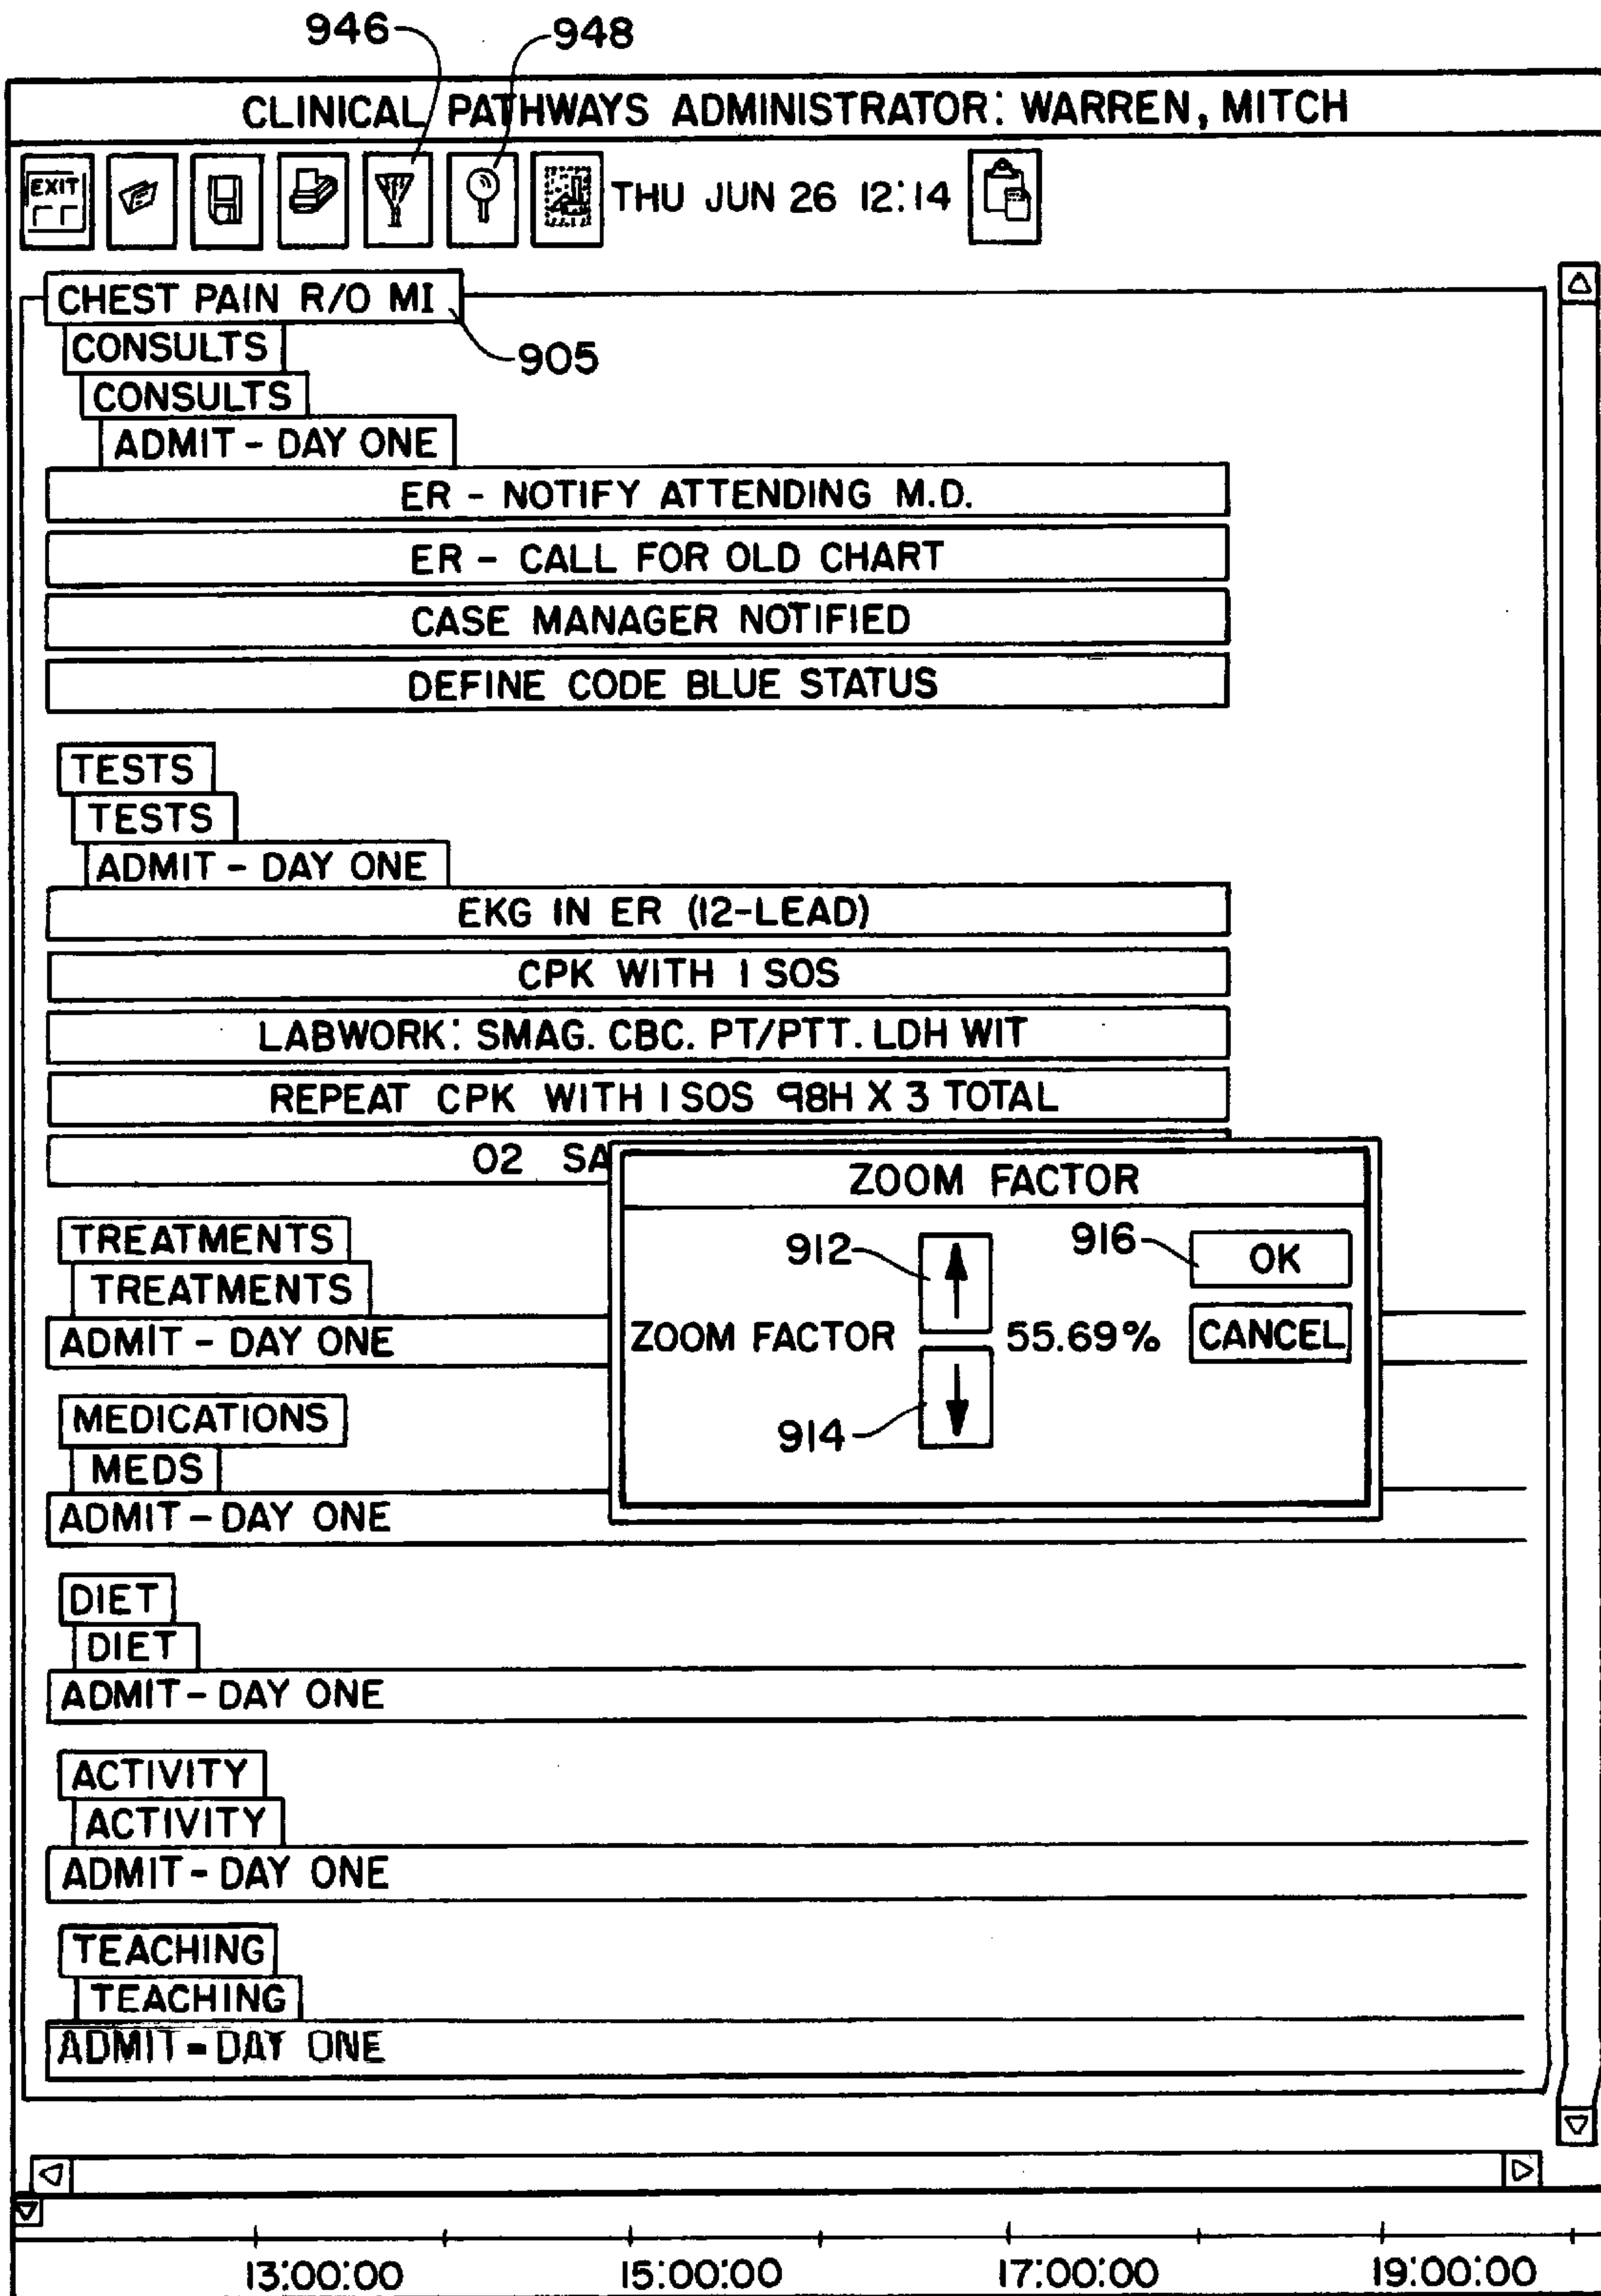 946 948
CLINICAL PATHWAYS ADMINISTRATOR: WARREN, MITCH
EXIT THU JUN 26 12:14
CHEST PAIN R/O MI
CONSULTS 905
CONSULTS
ADMIT - DAY ONE
ER - NOTIFY ATTENDING M.D.
ER - CALL FOR OLD CHART
CASE MANAGER NOTIFIED
DEFINE CODE BLUE STATUS
TESTS
TESTS
ADMIT - DAY ONE
EKG IN ER (12-LEAD)
CPK WITH I SOS
LABWORK: SMAG. CBC. PT/PTT. LDH WIT
REPEAT CPK WITH I SOS 98H X 3 TOTAL
O2 SA
ZOOM FACTOR
912 916 OK
ZOOM FACTOR 55.69% CANCEL
914
TREATMENTS
TREATMENTS
ADMIT - DAY ONE
MEDICATIONS
MEDS
ADMIT - DAY ONE
DIET
DIET
ADMIT - DAY ONE
ACTIVITY
ACTIVITY
ADMIT - DAY ONE
TEACHING
TEACHING
ADMIT - DAY ONE
13:00:00 15:00:00 17:00:00 19:00:00